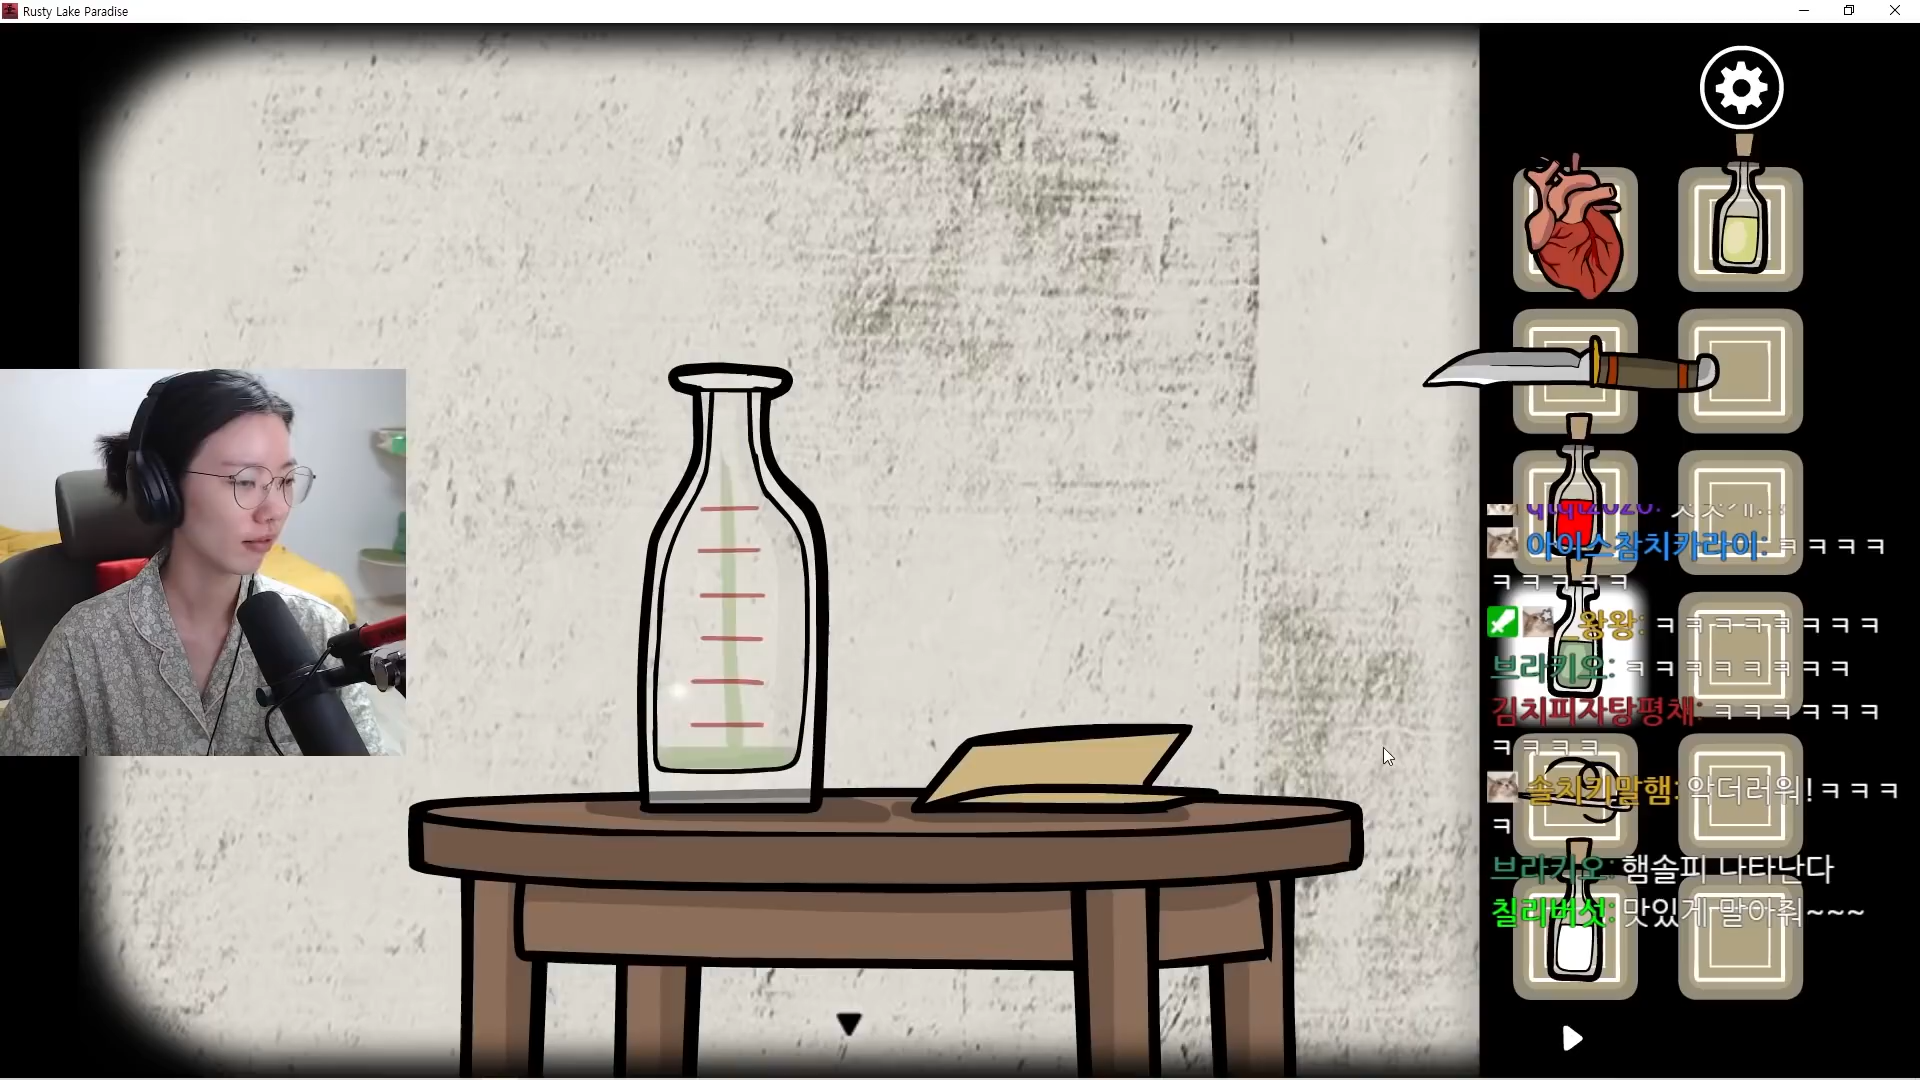 Rusty Lake Paradise
qtqt2020:
아이스참치카라이: ㅋㅋㅋㅋ
ㅋㅋㅋㅋㅋ
_왕왕: ㅋㅋㅋㅋㅋㅋㅋㅋ
브라키오: ㅋㅋㅋㅋㅋㅋㅋㅋ
김치피자탕평채: ㅋㅋㅋㅋㅋㅋ
ㅋㅋㅋㅋ
솔치키말햄: 악더러워!ㅋㅋㅋ
ㅋ
브라키오: 햄솔피 나타난다
칠리버섯: 맛있게 말아줘~~~